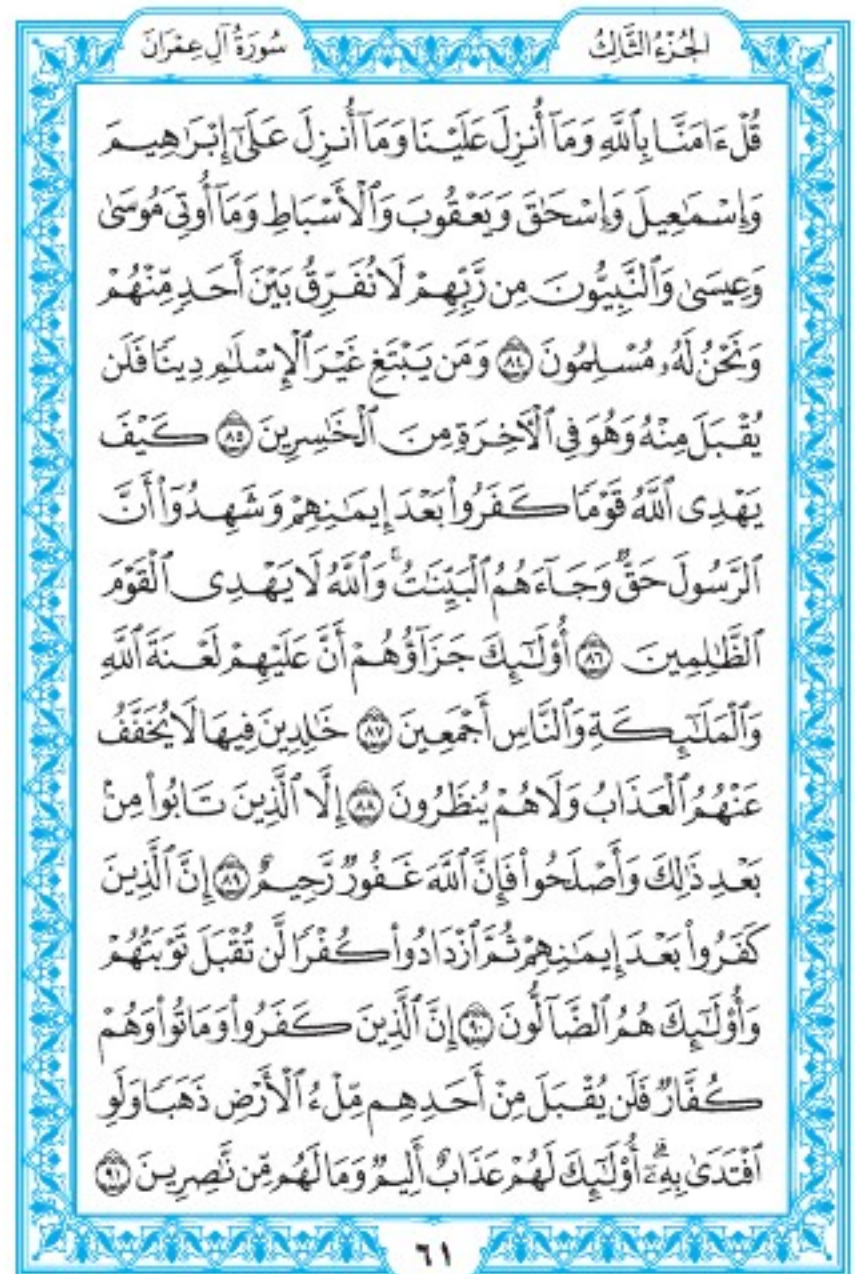 الجُزْءُ الثَّالِثُ
سُورَةُ آلِ عِمْرَانَ
قُلْ ءَامَنَّا بِٱللَّهِ وَمَآ أُنزِلَ عَلَيْنَا وَمَآ أُنزِلَ عَلَىٰٓ إِبْرَٰهِيمَ
وَإِسْمَٰعِيلَ وَإِسْحَٰقَ وَيَعْقُوبَ وَٱلْأَسْبَاطِ وَمَآ أُوتِىَ مُوسَىٰ
وَعِيسَىٰ وَٱلنَّبِيُّونَ مِن رَّبِّهِمْ لَا نُفَرِّقُ بَيْنَ أَحَدٍ مِّنْهُمْ
وَنَحْنُ لَهُۥ مُسْلِمُونَ ٨٤ وَمَن يَبْتَغِ غَيْرَ ٱلْإِسْلَٰمِ دِينًا فَلَن
يُقْبَلَ مِنْهُ وَهُوَ فِى ٱلْأَخِرَةِ مِنَ ٱلْخَٰسِرِينَ ٨٥ كَيْفَ
يَهْدِى ٱللَّهُ قَوْمًا كَفَرُوا۟ بَعْدَ إِيمَٰنِهِمْ وَشَهِدُوٓا۟ أَنَّ
ٱلرَّسُولَ حَقٌّ وَجَآءَهُمُ ٱلْبَيِّنَٰتُ ۚ وَٱللَّهُ لَا يَهْدِى ٱلْقَوْمَ
ٱلظَّٰلِمِينَ ٨٦ أُو۟لَٰٓئِكَ جَزَآؤُهُمْ أَنَّ عَلَيْهِمْ لَعْنَةَ ٱللَّهِ
وَٱلْمَلَٰٓئِكَةِ وَٱلنَّاسِ أَجْمَعِينَ ٨٧ خَٰلِدِينَ فِيهَا لَا يُخَفَّفُ
عَنْهُمُ ٱلْعَذَابُ وَلَا هُمْ يُنظَرُونَ ٨٨ إِلَّا ٱلَّذِينَ تَابُوا۟ مِنۢ
بَعْدِ ذَٰلِكَ وَأَصْلَحُوا۟ فَإِنَّ ٱللَّهَ غَفُورٌ رَّحِيمٌ ٨٩ إِنَّ ٱلَّذِينَ
كَفَرُوا۟ بَعْدَ إِيمَٰنِهِمْ ثُمَّ ٱزْدَادُوا۟ كُفْرًا لَّن تُقْبَلَ تَوْبَتُهُمْ
وَأُو۟لَٰٓئِكَ هُمُ ٱلضَّآلُّونَ ٩٠ إِنَّ ٱلَّذِينَ كَفَرُوا۟ وَمَاتُوا۟ وَهُمْ
كُفَّارٌ فَلَن يُقْبَلَ مِنْ أَحَدِهِم مِّلْءُ ٱلْأَرْضِ ذَهَبًا وَلَوِ
ٱفْتَدَىٰ بِهِۦٓ ۗ أُو۟لَٰٓئِكَ لَهُمْ عَذَابٌ أَلِيمٌ وَمَا لَهُم مِّن نَّٰصِرِينَ ٩١
٦١